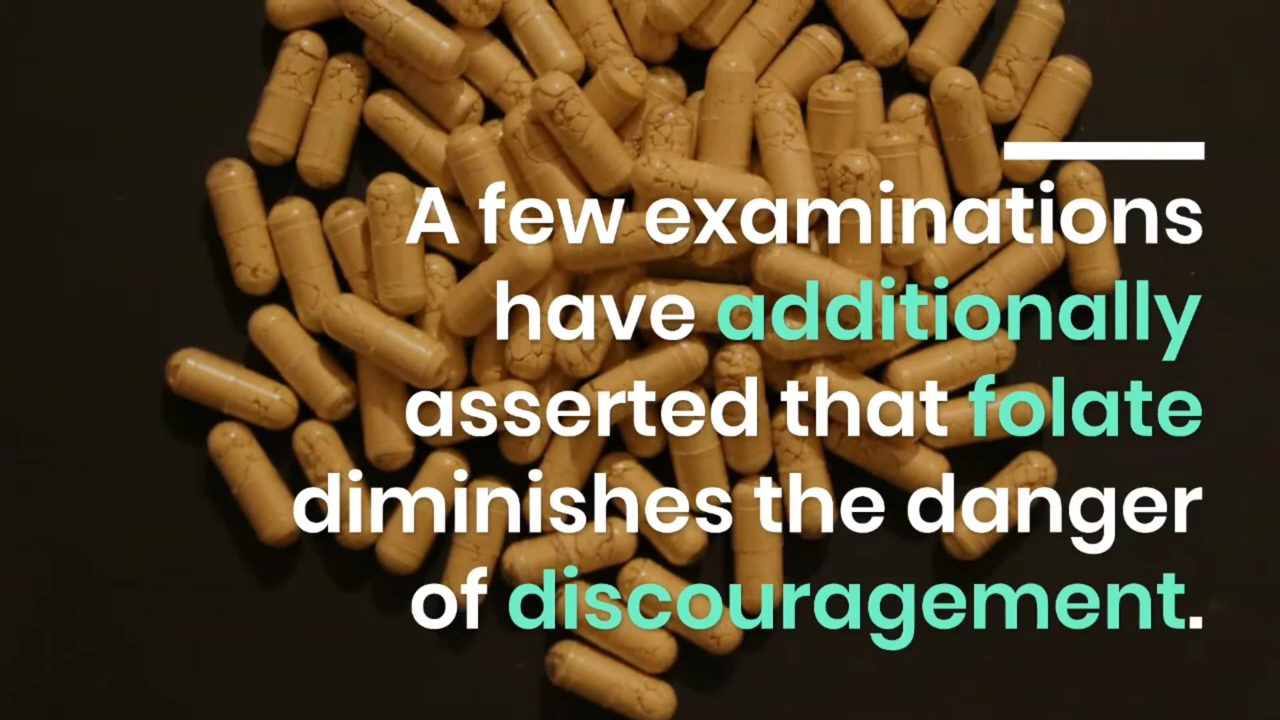 A few examinations
have additionally
asserted that folate
diminishes the danger
of discouragement.